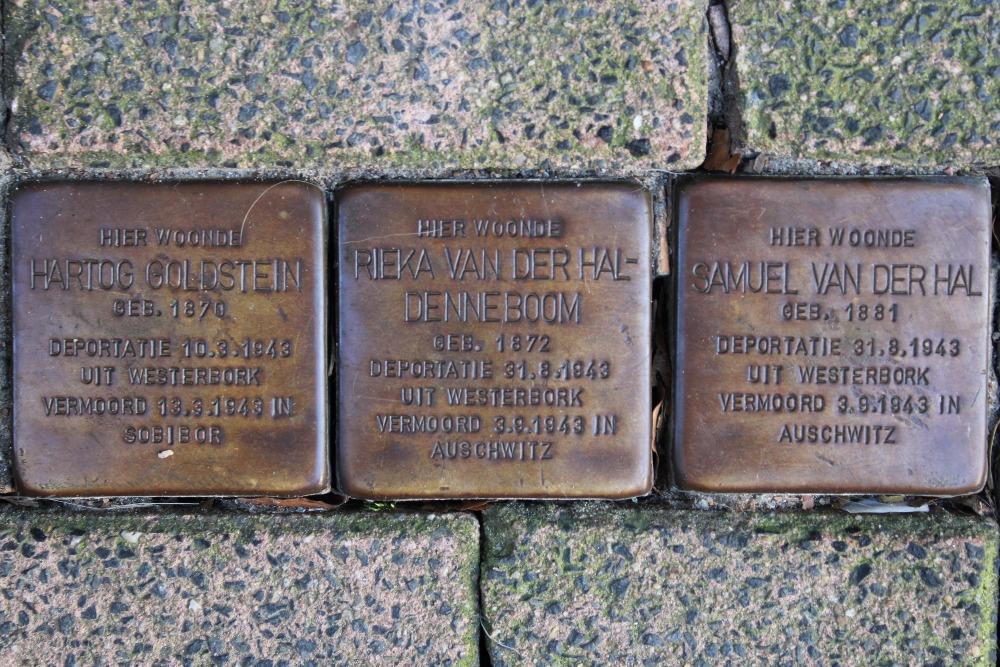 HIER WOONDE
HARTOG GOLDSTEIN
GEB. 1870
DEPORTATIE 10.3.1943
UIT WESTERBORK
VERMOORD 13.3.1943 IN
SOBIBOR
HIER WOONDE
RIEKA VAN DER HAL-
DENNEBOOM
GEB. 1872
DEPORTATIE 31.8.1943
UIT WESTERBORK
VERMOORD 3.9.1943 IN
AUSCHWITZ
HIER WOONDE
SAMUEL VAN DER HAL
GEB. 1881
DEPORTATIE 31.8.1943
UIT WESTERBORK
VERMOORD 3.9.1943 IN
AUSCHWITZ